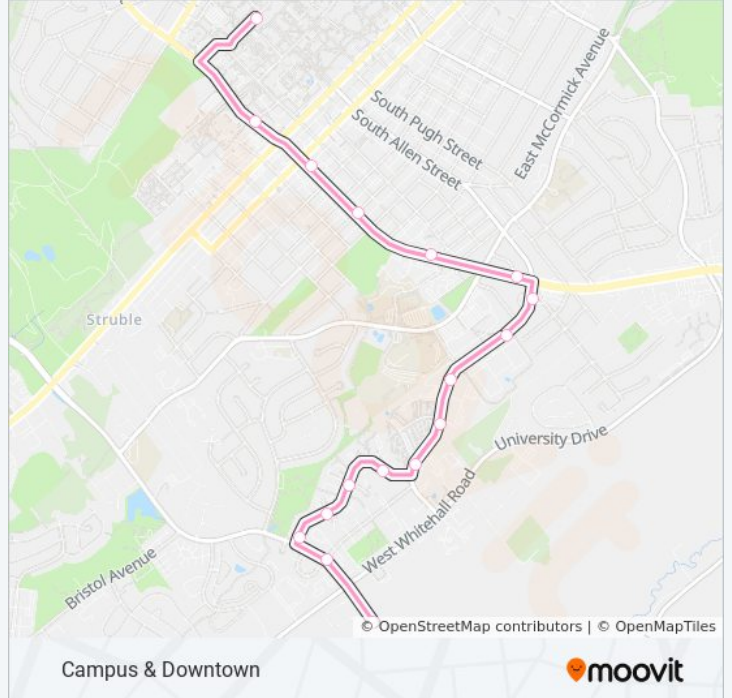 South Pugh Street
South Allen Street
East McCormick Avenue
Struble
University Drive
West Whitehall Road
Bristol Avenue
© OpenStreetMap contributors | © OpenMapTiles
Campus & Downtown
moovit